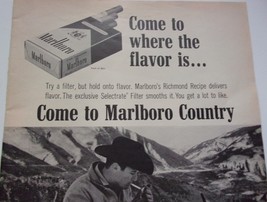 Come to
where the
flavor is...
Marlboro
Marlboro
Try a filter, but hold onto flavor. Marlboro's Richmond Recipe delivers
flavor. The exclusive Selectrate Filter smooths it. You get a lot to like.
Come to Marlboro Country